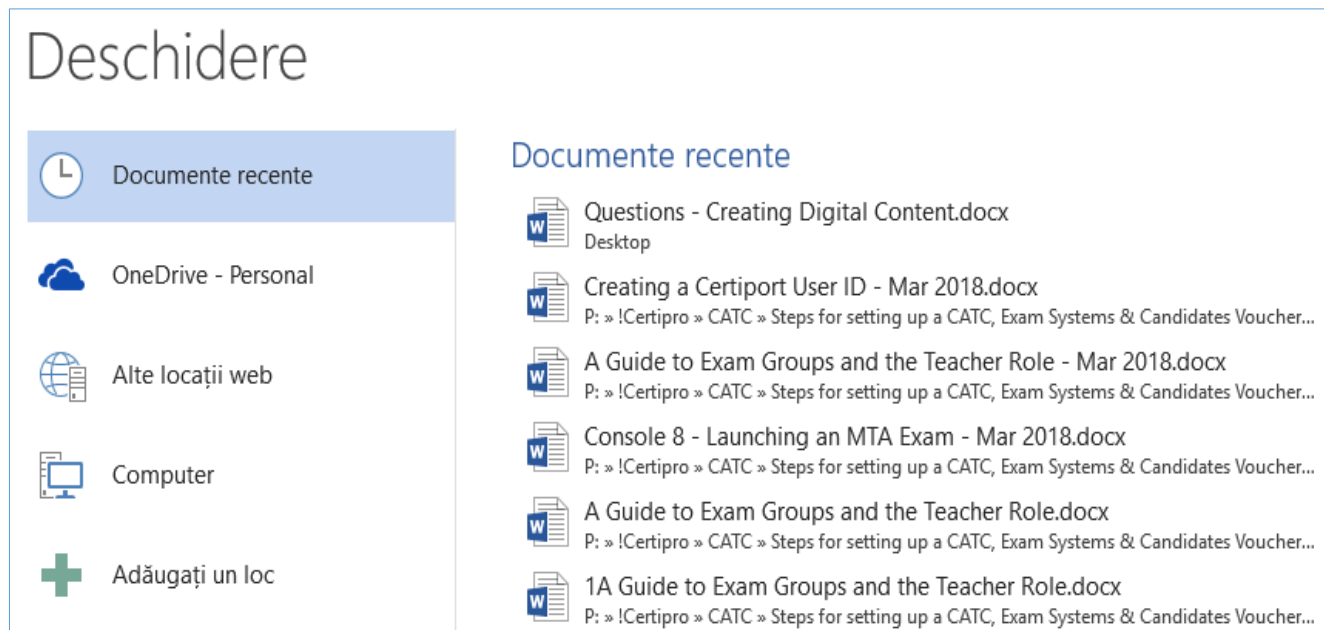 Deschidere
Documente recente
OneDrive - Personal
Alte locații web
Computer
Adăugați un loc
Documente recente
Questions - Creating Digital Content.docx
Desktop
Creating a Certiport User ID - Mar 2018.docx
P: » !Certipro » CATC » Steps for setting up a CATC, Exam Systems & Candidates Voucher...
A Guide to Exam Groups and the Teacher Role - Mar 2018.docx
P: » !Certipro » CATC » Steps for setting up a CATC, Exam Systems & Candidates Voucher...
Console 8 - Launching an MTA Exam - Mar 2018.docx
P: » !Certipro » CATC » Steps for setting up a CATC, Exam Systems & Candidates Voucher...
A Guide to Exam Groups and the Teacher Role.docx
P: » !Certipro » CATC » Steps for setting up a CATC, Exam Systems & Candidates Voucher...
1A Guide to Exam Groups and the Teacher Role.docx
P: » !Certipro » CATC » Steps for setting up a CATC, Exam Systems & Candidates Voucher...